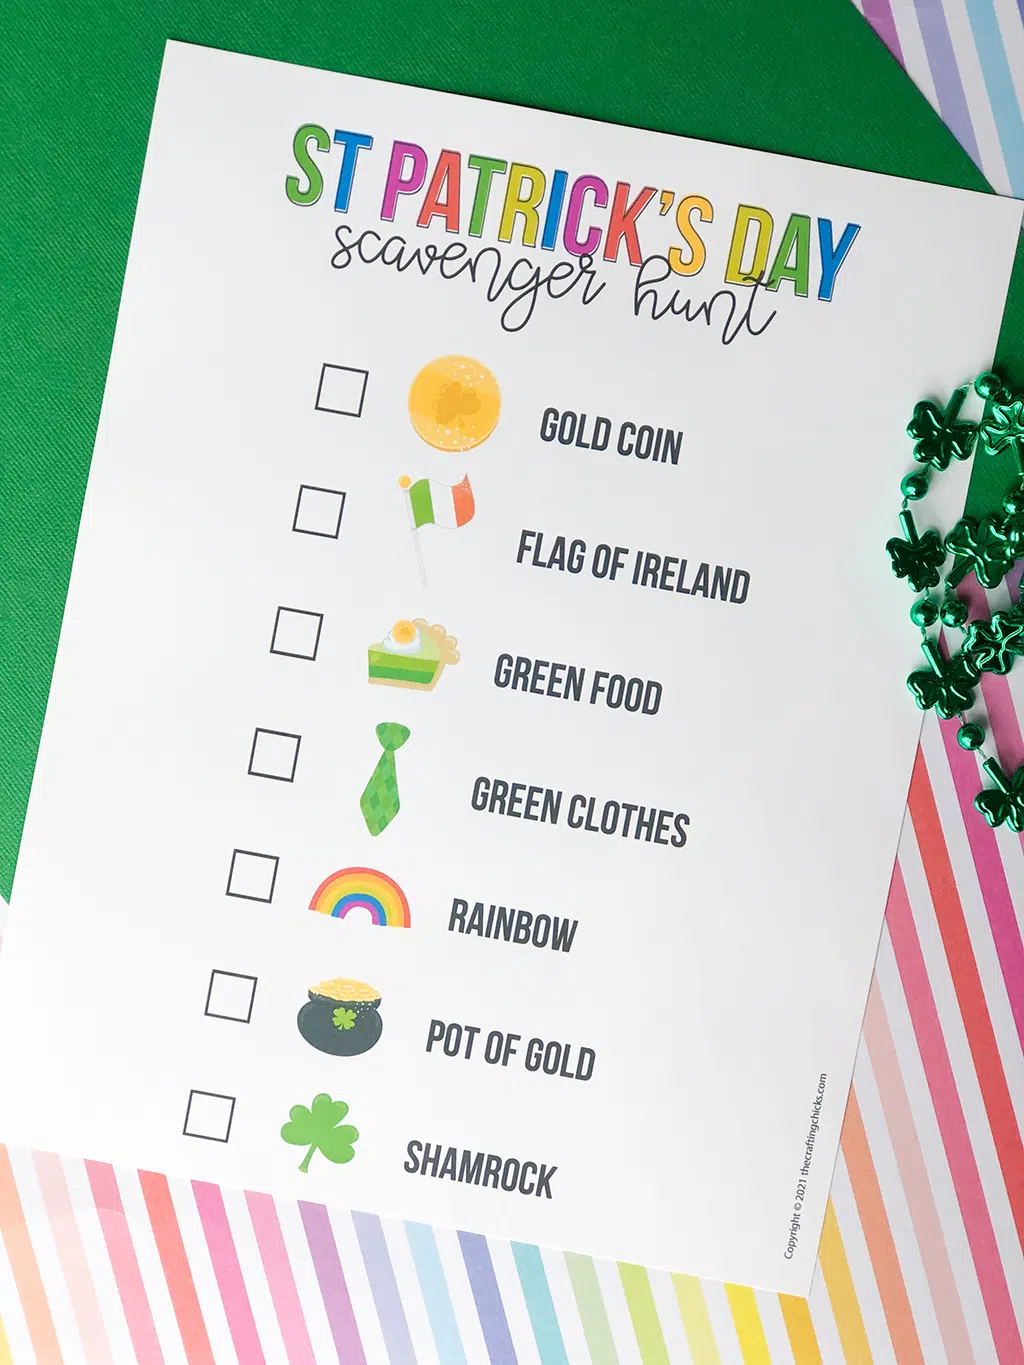 ST PATRICK'S DAY
scavenger hunt
GOLD COIN
FLAG OF IRELAND
GREEN FOOD
GREEN CLOTHES
RAINBOW
POT OF GOLD
SHAMROCK
Copyright © 2021 thecraftingchicks.com